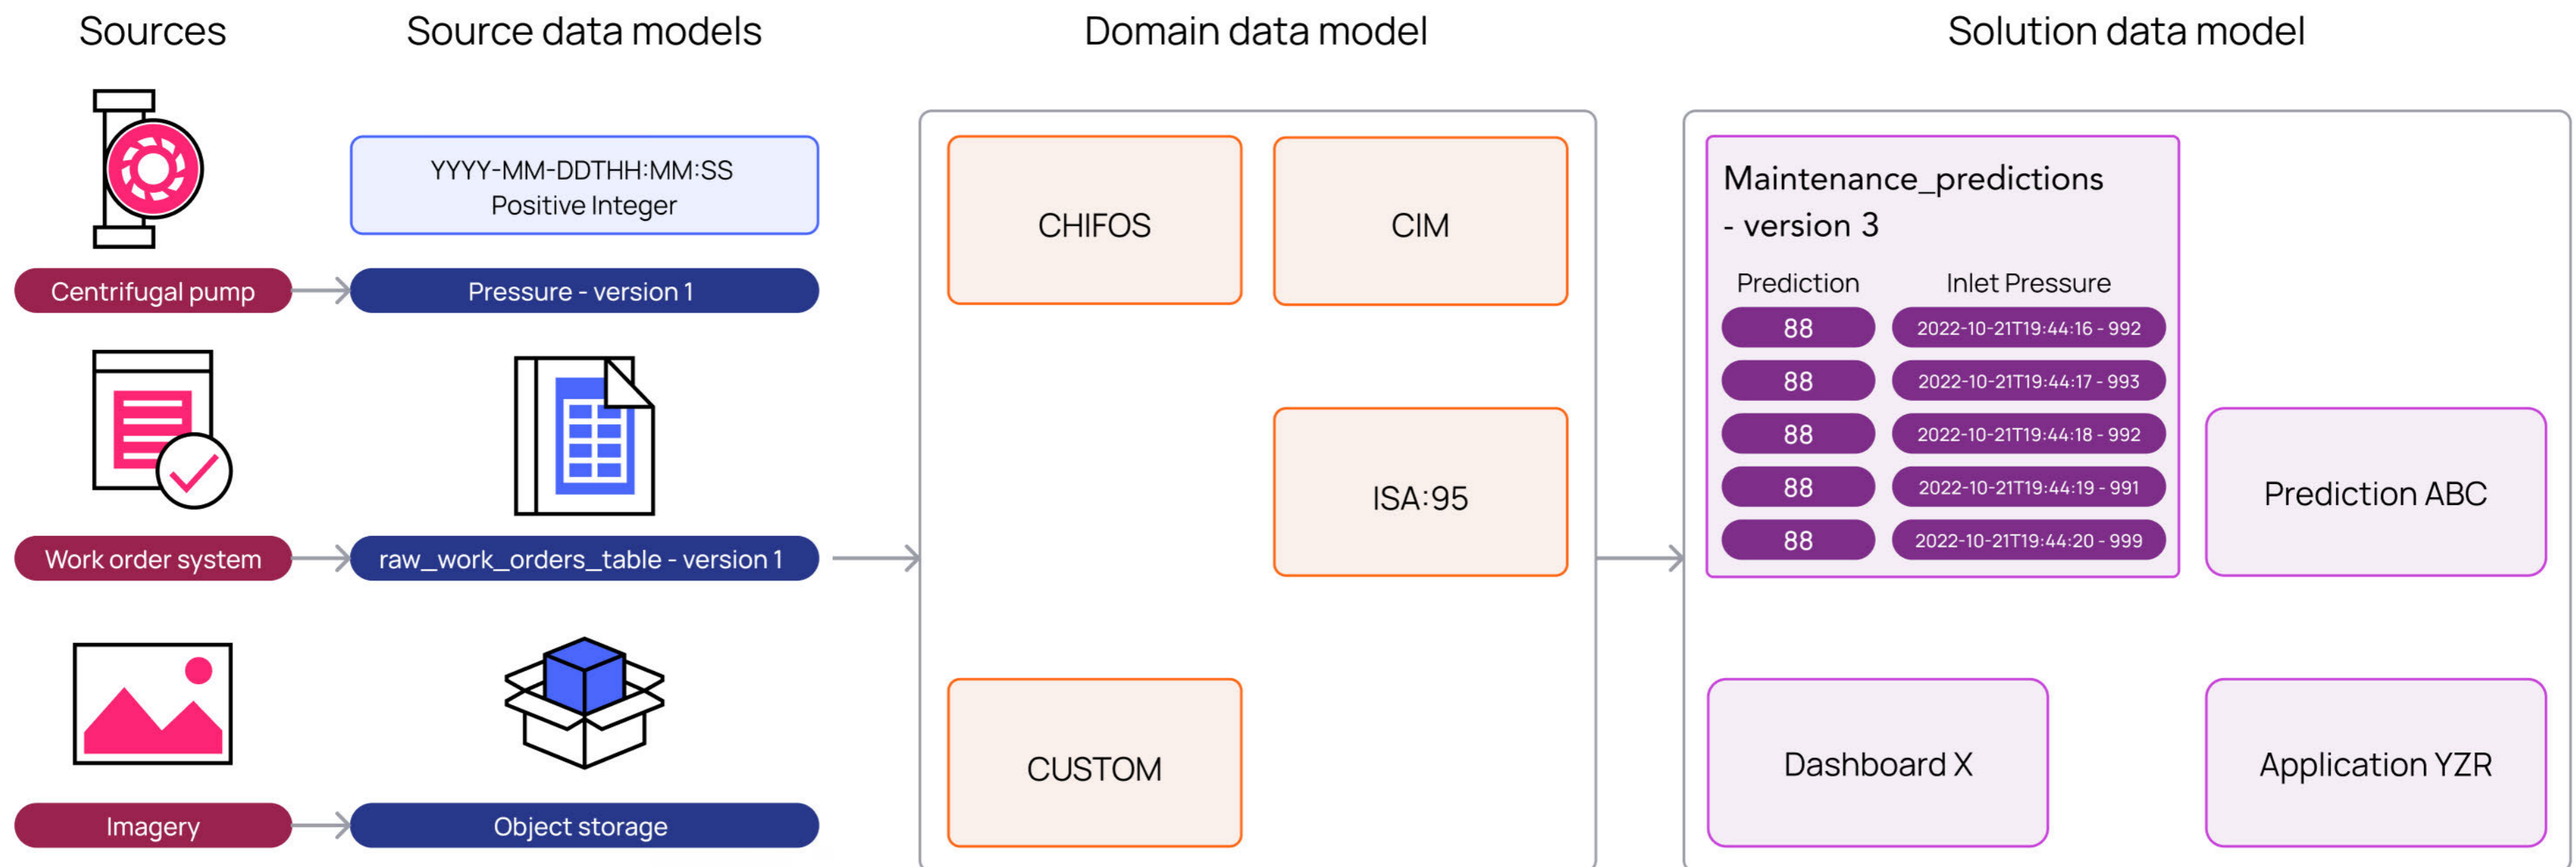 Sources
Source data models
Domain data model
Solution data model
YYYY-MM-DDTHH:MM:SS
Positive Integer
Centrifugal pump
Pressure - version 1
Work order system
raw_work_orders_table - version 1
Imagery
Object storage
CHIFOS
CIM
ISA:95
CUSTOM
Maintenance_predictions
- version 3
Prediction
Inlet Pressure
88
2022-10-21T19:44:16 - 992
88
2022-10-21T19:44:17 - 993
88
2022-10-21T19:44:18 - 992
88
2022-10-21T19:44:19 - 991
88
2022-10-21T19:44:20 - 999
Prediction ABC
Dashboard X
Application YZR